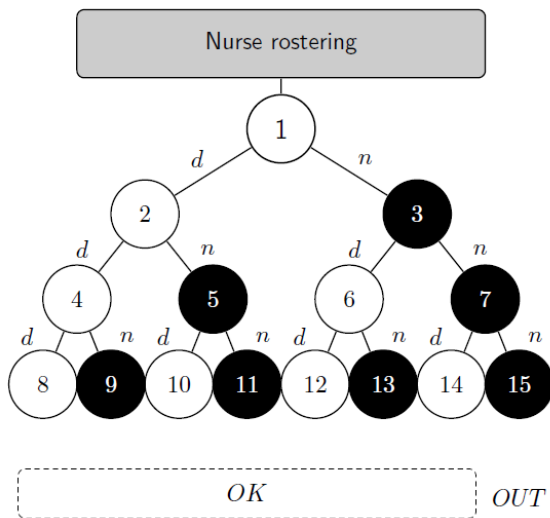 Nurse rostering
1
d n
2 3
d n d n
4 5 6 7
d n d n d n d n
8 9 10 11 12 13 14 15
OK OUT